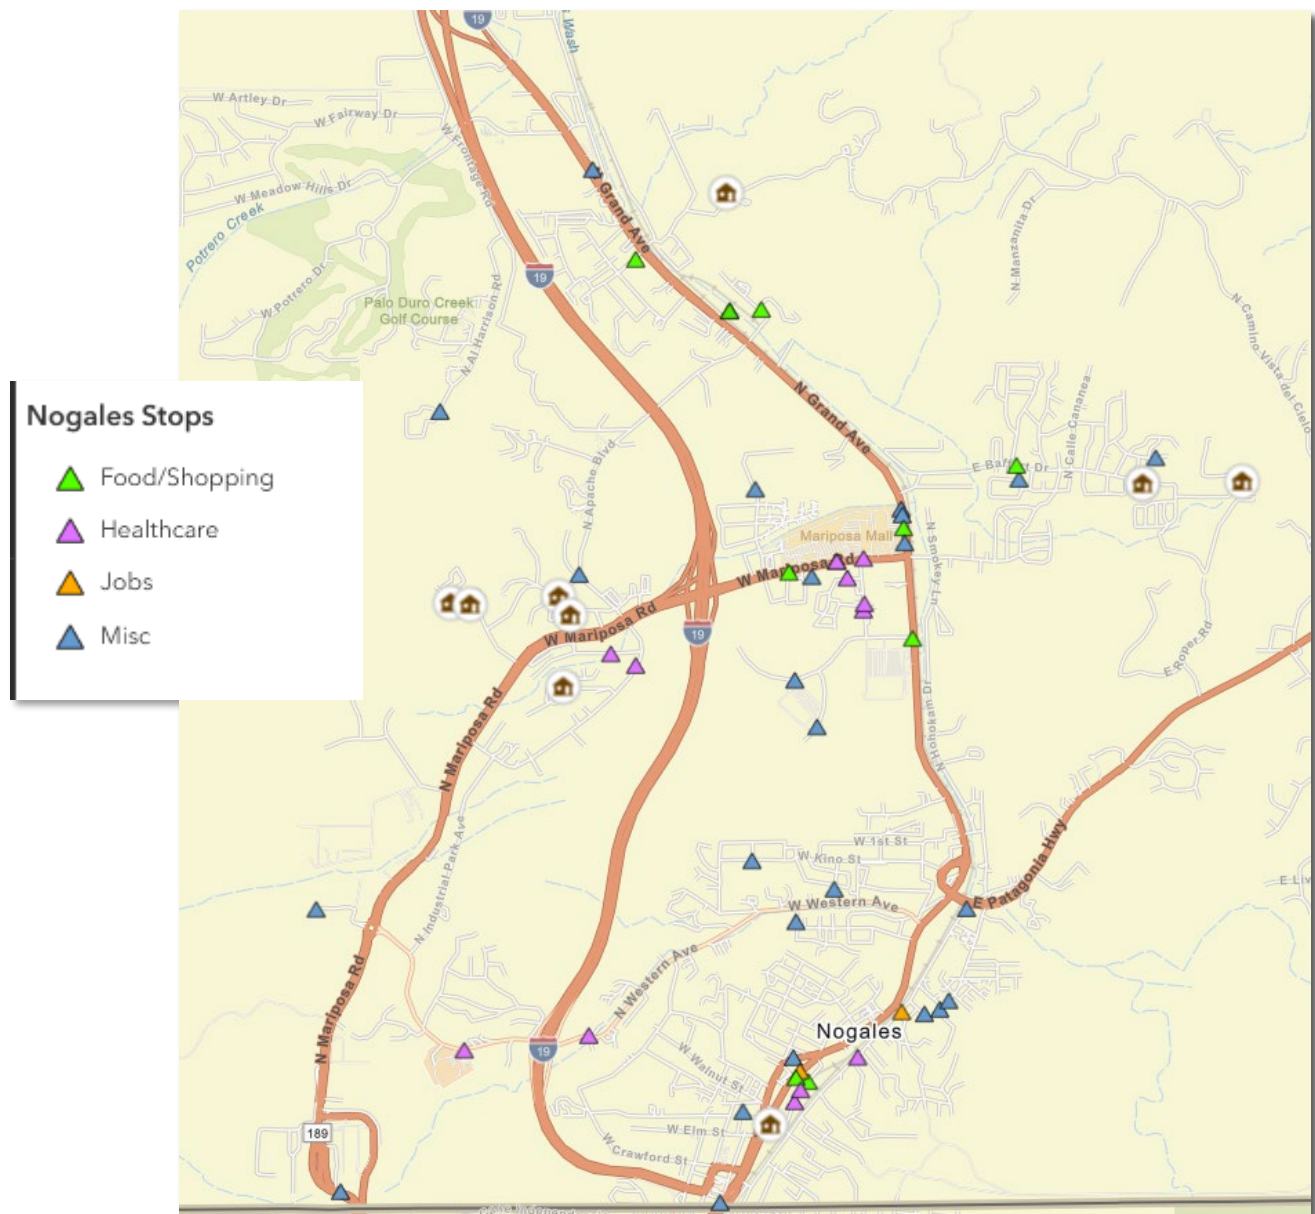 19
Wash
W Artley Dr
W Fairway Dr
W Frontage Rd
W Meadow Hills Dr
Potrero Creek
N Grand Ave
N Manzanita Dr
W Potrero Dr
19
Palo Duro Creek
Golf Course
N Al Harrison Rd
N Camino Vista del Cielo
Nogales Stops
Food/Shopping
Healthcare
Jobs
Misc
N Grand Ave
N Calle Cananea
N Apache Blvd
Mariposa Mall
N Smokey Ln
W Mariposa Rd
W Mariposa Rd
19
E Roper Rd
N Mariposa Rd
N Hohokam Dr
N Industrial Park Ave
W 1st St
W Kino St
E Patagonia Hwy
W Western Ave
N Western Ave
N Mariposa Rd
Nogales
19
W Walnut St
W Elm St
189
W Crawford St